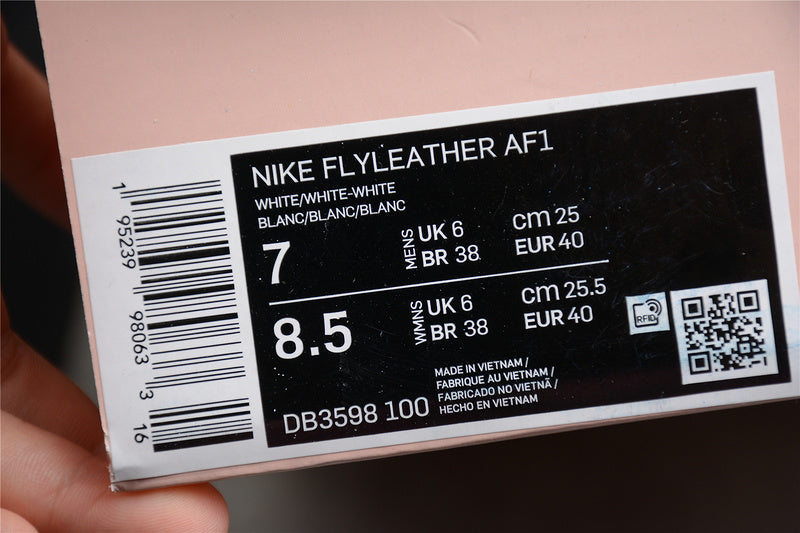 NIKE FLYLEATHER AF1
WHITE/WHITE-WHITE
BLANC/BLANC/BLANC
7
MENS
UK 6
BR 38
cm 25
EUR 40
8.5
WMNS
UK 6
BR 38
cm 25.5
EUR 40
RFID
DB3598 100
MADE IN VIETNAM /
FABRIQUE AU VIETNAM /
FABRICADO NO VIETNÃ /
HECHO EN VIETNAM
1 95239 98063 3 16